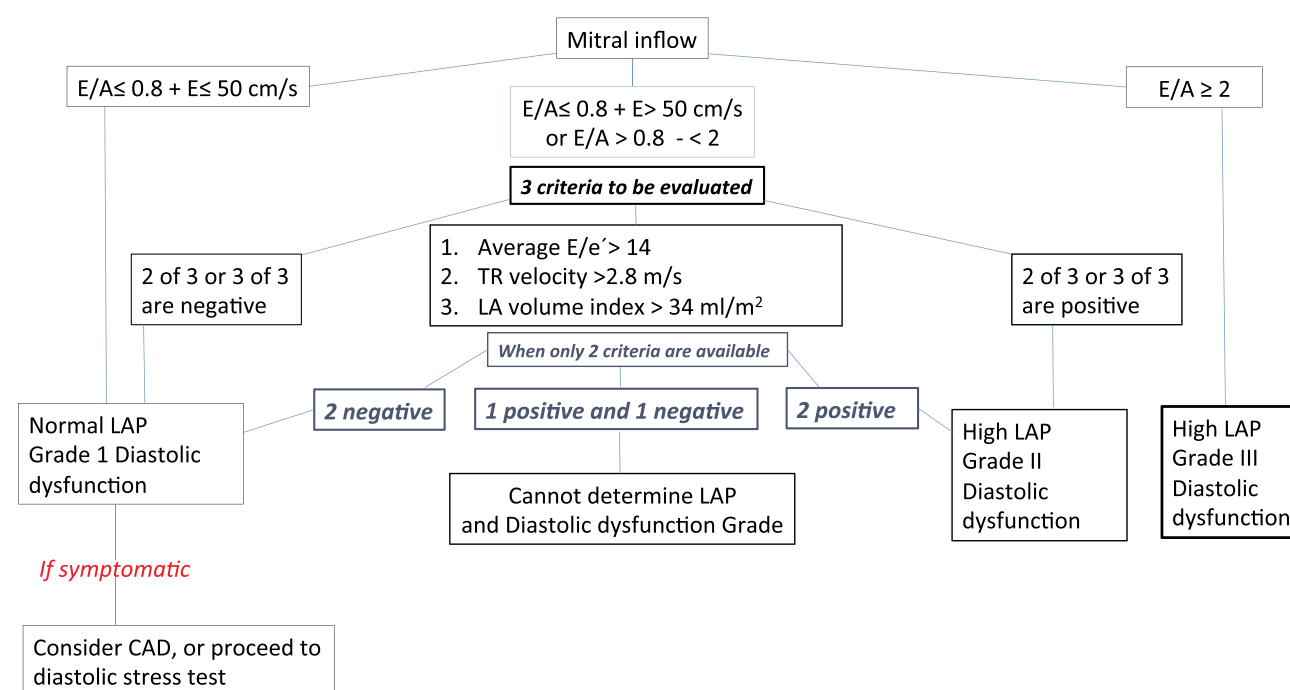 Mitral inflow
E/A≤ 0.8 + E≤ 50 cm/s
E/A≤ 0.8 + E> 50 cm/s
or E/A > 0.8 - < 2
E/A ≥ 2
3 criteria to be evaluated
2 of 3 or 3 of 3
are negative
1. Average E/e´> 14
2. TR velocity >2.8 m/s
3. LA volume index > 34 ml/m²
2 of 3 or 3 of 3
are positive
When only 2 criteria are available
2 negative
1 positive and 1 negative
2 positive
Normal LAP
Grade 1 Diastolic
dysfunction
Cannot determine LAP
and Diastolic dysfunction Grade
High LAP
Grade II
Diastolic
dysfunction
High LAP
Grade III
Diastolic
dysfunction
If symptomatic
Consider CAD, or proceed to
diastolic stress test